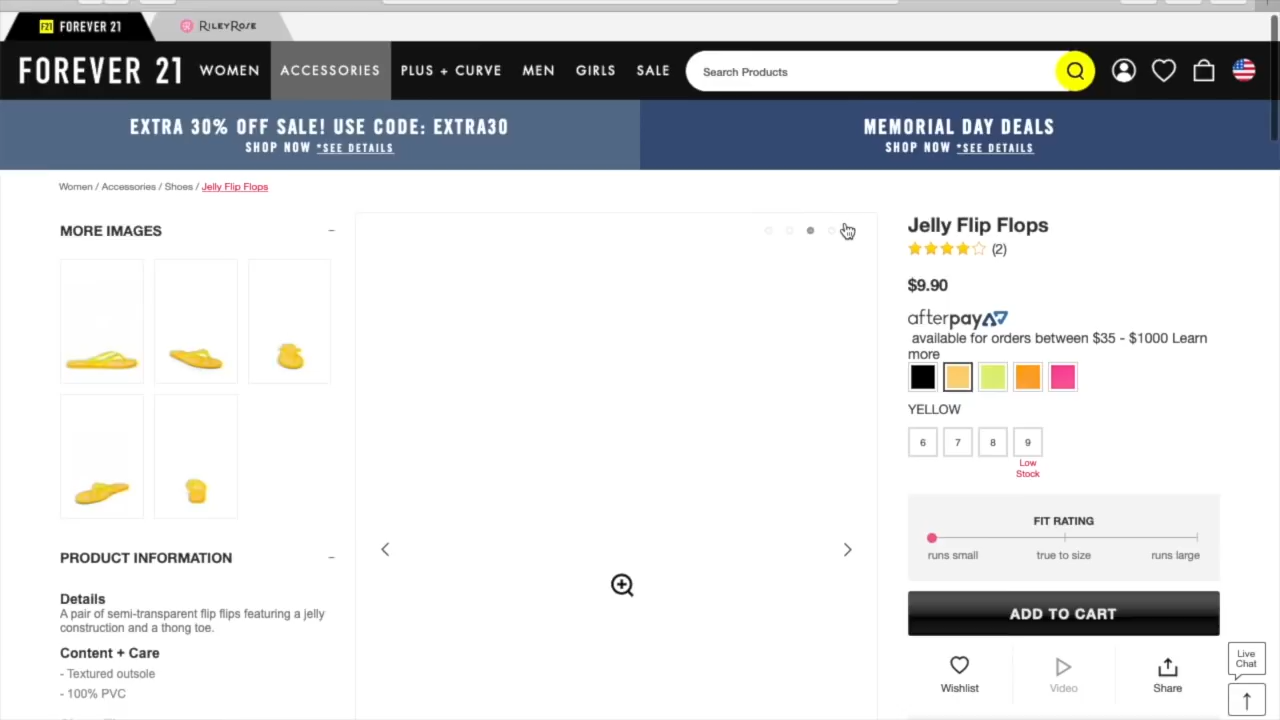 F21 FOREVER 21
RILEYROSE
FOREVER 21
WOMEN
ACCESSORIES
PLUS + CURVE
MEN
GIRLS
SALE
Search Products
EXTRA 30% OFF SALE! USE CODE: EXTRA30
SHOP NOW *SEE DETAILS
MEMORIAL DAY DEALS
SHOP NOW *SEE DETAILS
Women / Accessories / Shoes / Jelly Flip Flops
MORE IMAGES
PRODUCT INFORMATION
Details
A pair of semi-transparent flip flips featuring a jelly
construction and a thong toe.
Content + Care
- Textured outsole
- 100% PVC
Jelly Flip Flops
(2)
$9.90
afterpay
available for orders between $35 - $1000 Learn
more
YELLOW
6
7
8
9
Low
Stock
FIT RATING
runs small
true to size
runs large
ADD TO CART
Wishlist
Video
Share
Live
Chat